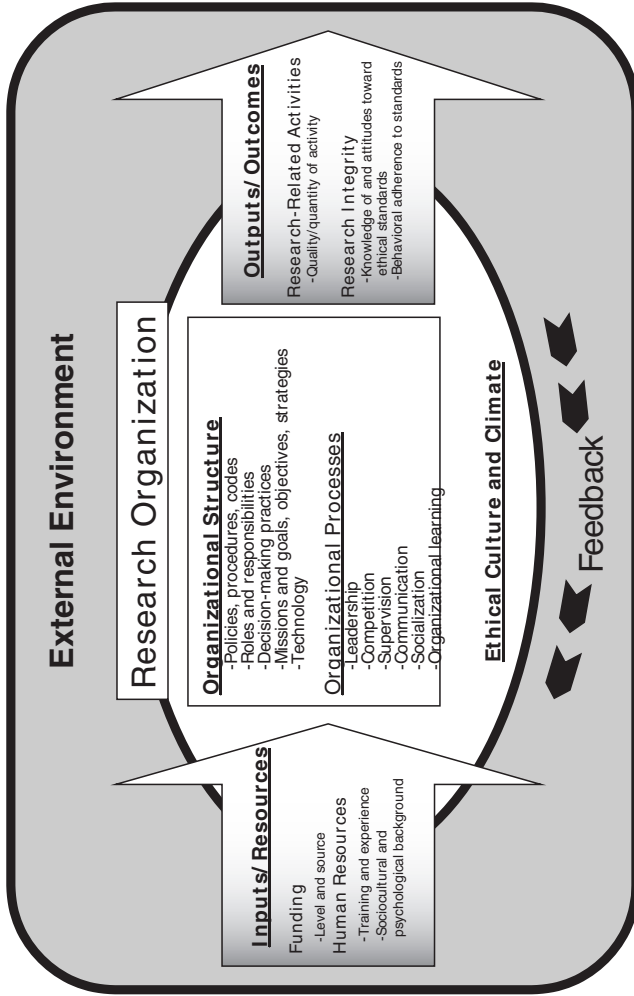 External Environment
Research Organization
Inputs/Resources
Funding
-Level and source
Human Resources
-Training and experience
-Sociocultural and
psychological background
Organizational Structure
-Policies, procedures, codes
-Roles and responsibilities
-Decision-making practices
-Missions and goals, objectives, strategies
-Technology
Organizational Processes
-Leadership
-Competition
-Supervision
-Communication
-Socialization
-Organizational learning
Ethical Culture and Climate
Outputs/Outcomes
Research-Related Activities
-Quality/quantity of activity
Research Integrity
-Knowledge of and attitudes toward
ethical standards
-Behavioral adherence to standards
Feedback